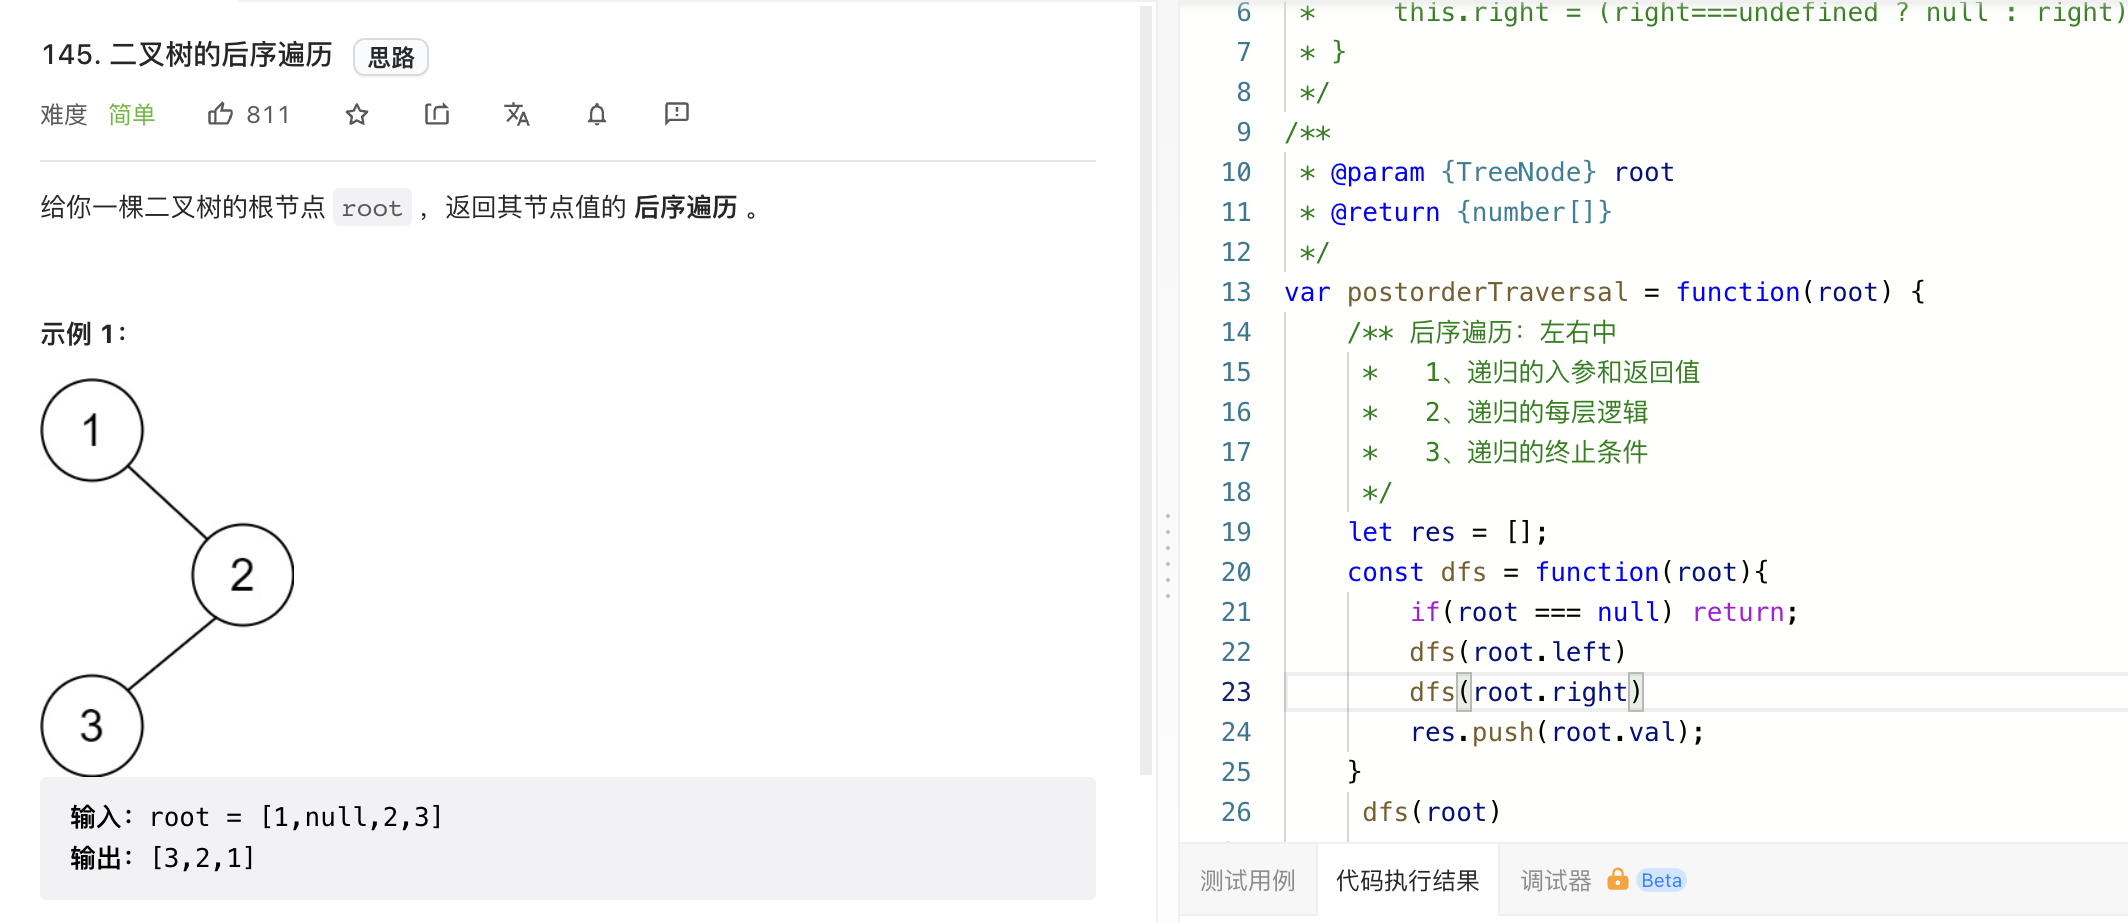 145. 二叉树的后序遍历 思路
难度 简单 811
给你一棵二叉树的根节点 root ，返回其节点值的 后序遍历 。
示例 1：
1
2
3
输入：root = [1,null,2,3]
输出：[3,2,1]
6 * this.right = (right===undefined ? null : right)
7 * }
8 */
9 /**
10 * @param {TreeNode} root
11 * @return {number[]}
12 */
13 var postorderTraversal = function(root) {
14 /** 后序遍历：左右中
15 * 1、递归的入参和返回值
16 * 2、递归的每层逻辑
17 * 3、递归的终止条件
18 */
19 let res = [];
20 const dfs = function(root){
21 if(root === null) return;
22 dfs(root.left)
23 dfs(root.right)
24 res.push(root.val);
25 }
26 dfs(root)
测试用例 代码执行结果 调试器 Beta